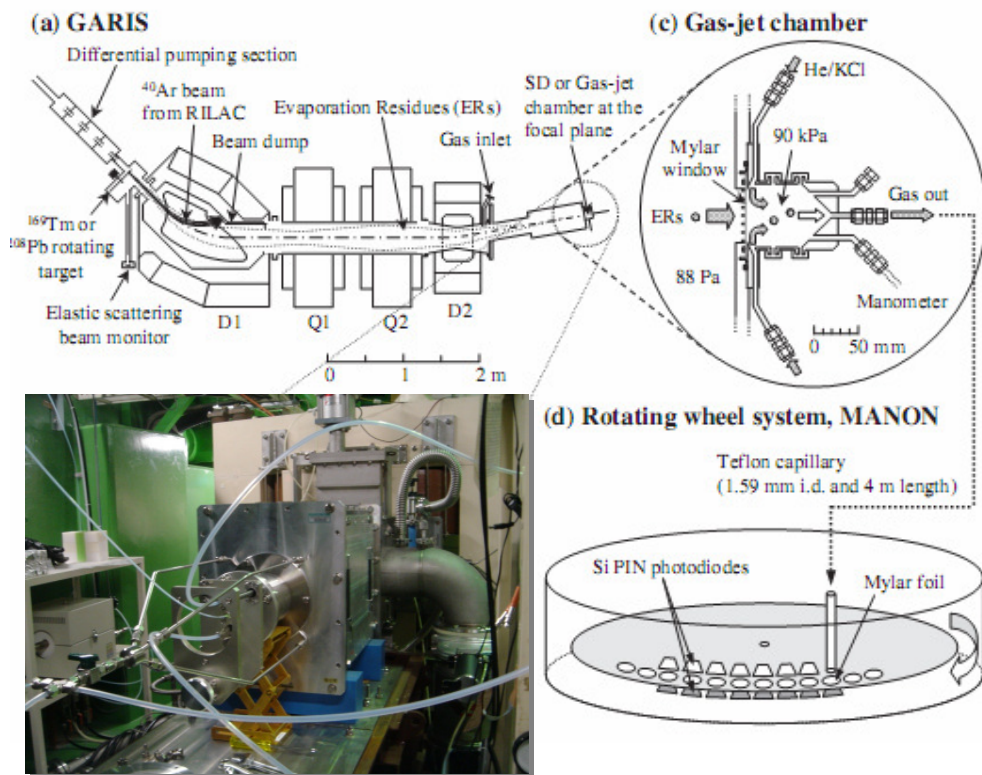 (a) GARIS
Differential pumping section
⁴⁰Ar beam
from RILAC
Beam dump
Evaporation Residues (ERs)
Gas inlet
SD or Gas-jet
chamber at the
focal plane
¹⁶⁹Tm or
²⁰⁸Pb rotating
target
Elastic scattering
beam monitor
D1
Q1
Q2
D2
0 1 2 m
(c) Gas-jet chamber
He/KCl
90 kPa
Mylar
window
Gas out
ERs
88 Pa
Manometer
0 50 mm
(d) Rotating wheel system, MANON
Teflon capillary
(1.59 mm i.d. and 4 m length)
Si PIN photodiodes
Mylar foil